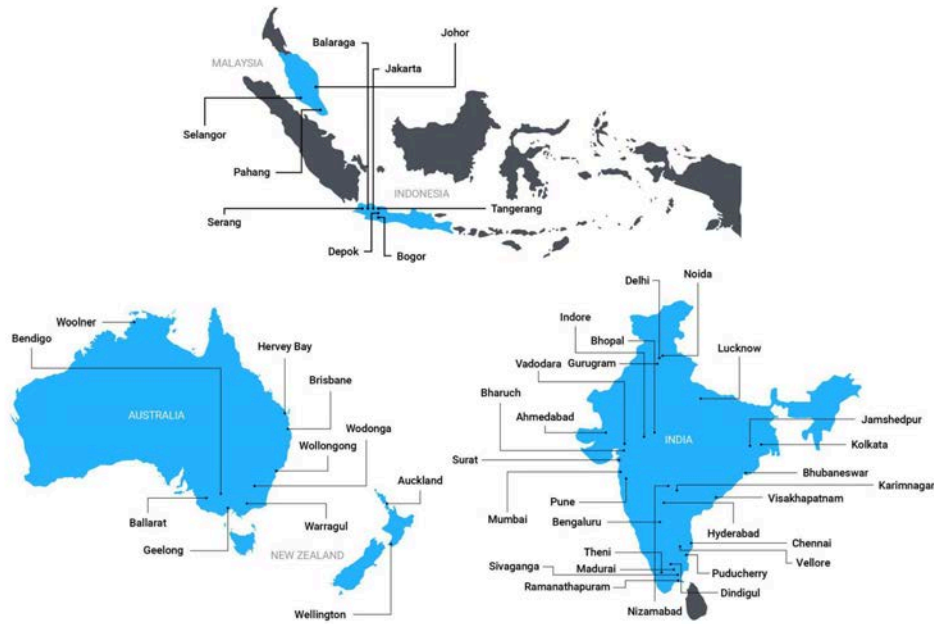 Johor
Balaraga
MALAYSIA
Jakarta
Selangor
Pahang
INDONESIA
Serang
Tangerang
Depok
Bogor
Woolner
Bendigo
Hervey Bay
Brisbane
AUSTRALIA
Wodonga
Wollongong
Auckland
Ballarat
Warragul
Geelong
NEW ZEALAND
Wellington
Noida
Delhi
Indore
Bhopal
Lucknow
Vadodara
Gurugram
Bharuch
Ahmedabad
Jamshedpur
INDIA
Kolkata
Surat
Bhubaneswar
Karimnagar
Pune
Visakhapatnam
Mumbai
Bengaluru
Hyderabad
Chennai
Theni
Vellore
Sivaganga
Madurai
Puducherry
Ramanathapuram
Dindigul
Nizamabad